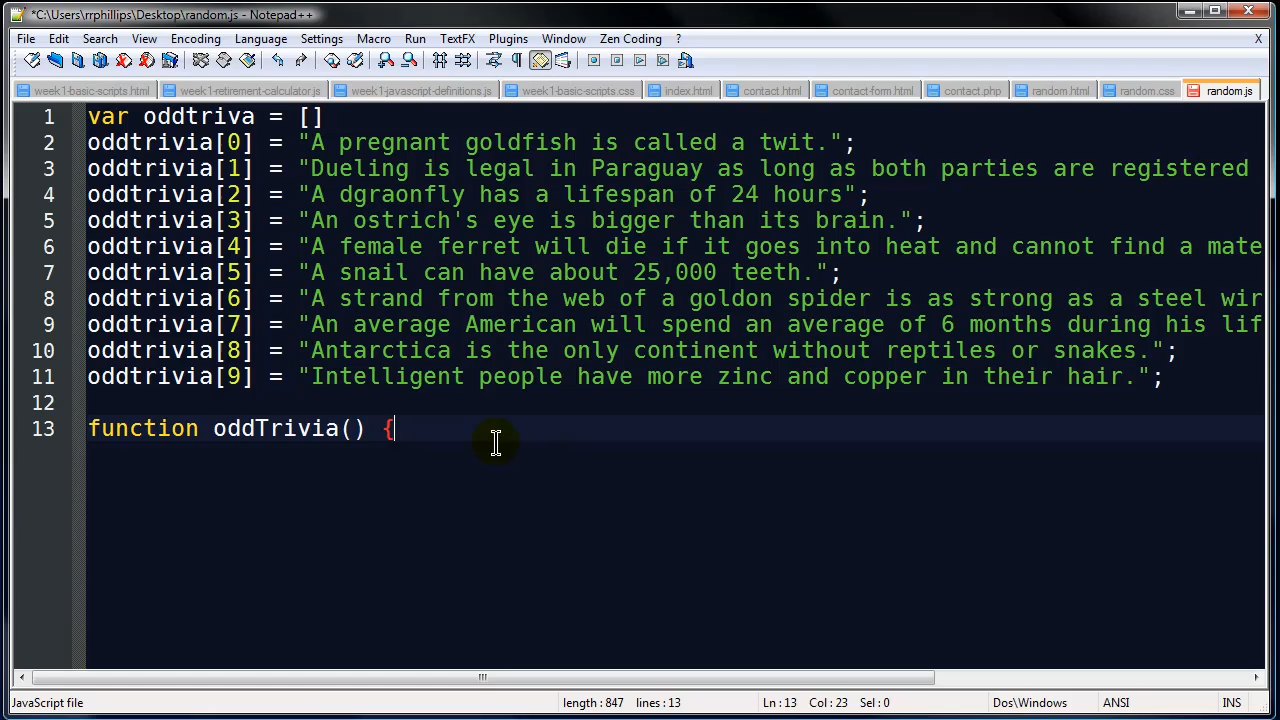 *C:\Users\rrphillips\Desktop\random.js - Notepad++
File Edit Search View Encoding Language Settings Macro Run TextFX Plugins Window Zen Coding ? X
week1-basic-scripts.html week1-retirement-calculator.js week1-javascript-definitions.js week1-basic-scripts.css index.html contact.html contact-form.html contact.php random.html random.css random.js
1 var oddtriva = []
2 oddtrivia[0] = "A pregnant goldfish is called a twit.";
3 oddtrivia[1] = "Dueling is legal in Paraguay as long as both parties are registered
4 oddtrivia[2] = "A dgraonfly has a lifespan of 24 hours";
5 oddtrivia[3] = "An ostrich's eye is bigger than its brain.";
6 oddtrivia[4] = "A female ferret will die if it goes into heat and cannot find a mate
7 oddtrivia[5] = "A snail can have about 25,000 teeth.";
8 oddtrivia[6] = "A strand from the web of a goldon spider is as strong as a steel wir
9 oddtrivia[7] = "An average American will spend an average of 6 months during his lif
10 oddtrivia[8] = "Antarctica is the only continent without reptiles or snakes.";
11 oddtrivia[9] = "Intelligent people have more zinc and copper in their hair.";
12
13 function oddTrivia() {
JavaScript file length : 847 lines : 13 Ln : 13 Col : 23 Sel : 0 Dos\Windows ANSI INS